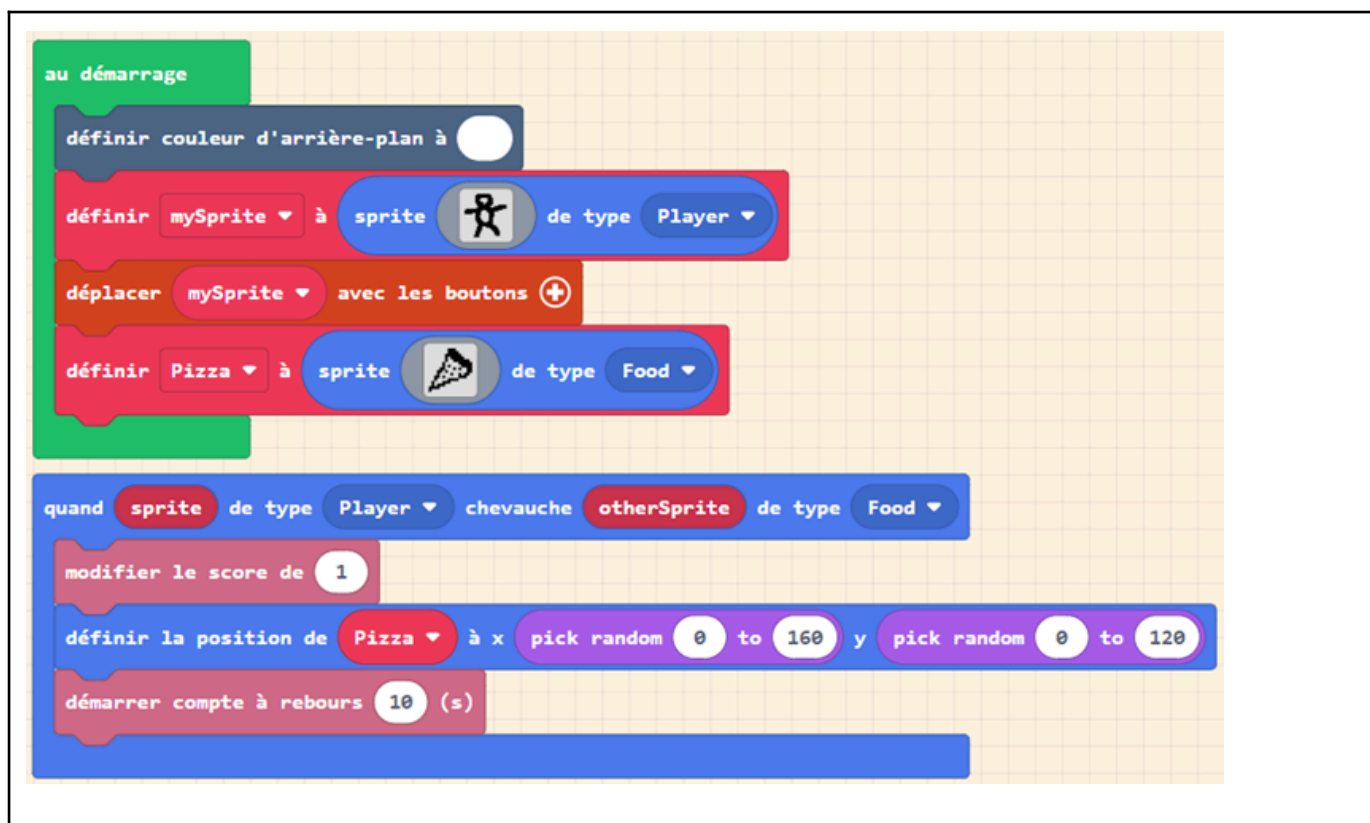 au démarrage
définir couleur d'arrière-plan à
définir mySprite à sprite de type Player
déplacer mySprite avec les boutons
définir Pizza à sprite de type Food
quand sprite de type Player chevauche otherSprite de type Food
modifier le score de 1
définir la position de Pizza à x pick random 0 to 160 y pick random 0 to 120
démarrer compte à rebours 10 (s)